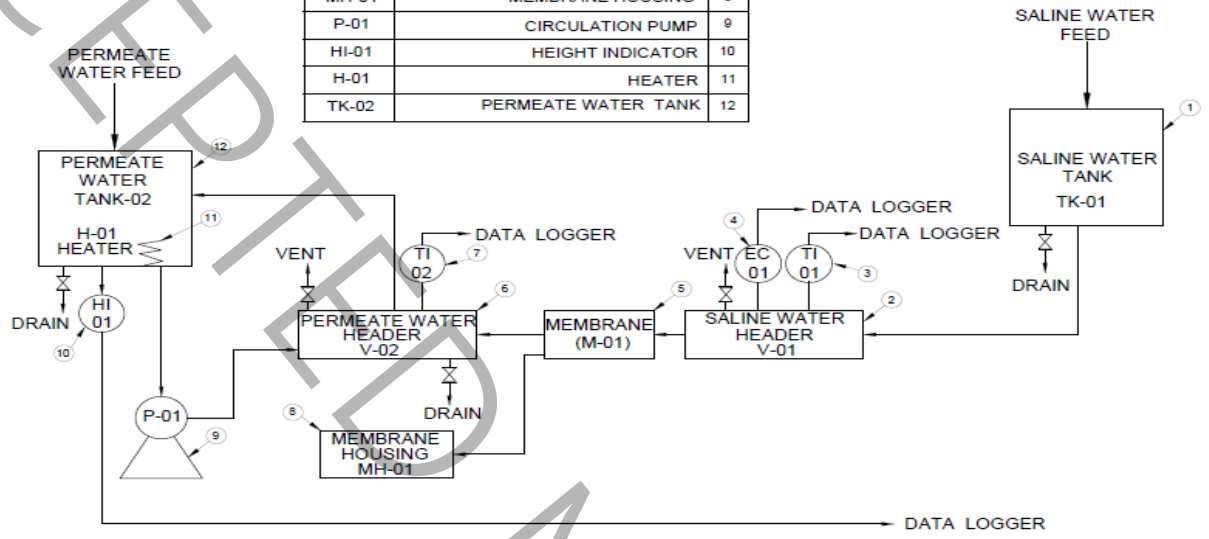 MEMBRANE HOUSING
P-01 CIRCULATION PUMP 9
HI-01 HEIGHT INDICATOR 10
H-01 HEATER 11
TK-02 PERMEATE WATER TANK 12
SALINE WATER
FEED
PERMEATE
WATER FEED
1
12
PERMEATE
WATER
TANK-02
SALINE WATER
TANK
TK-01
H-01
HEATER
11
4
DATA LOGGER
DATA LOGGER
DATA LOGGER
VENT
TI
02
7
VENT
EC
01
TI
01
3
DRAIN
HI
01
10
DRAIN
6
5
2
PERMEATE WATER
HEADER
V-02
MEMBRANE
(M-01)
SALINE WATER
HEADER
V-01
P-01
9
DRAIN
8
MEMBRANE
HOUSING
MH-01
DATA LOGGER